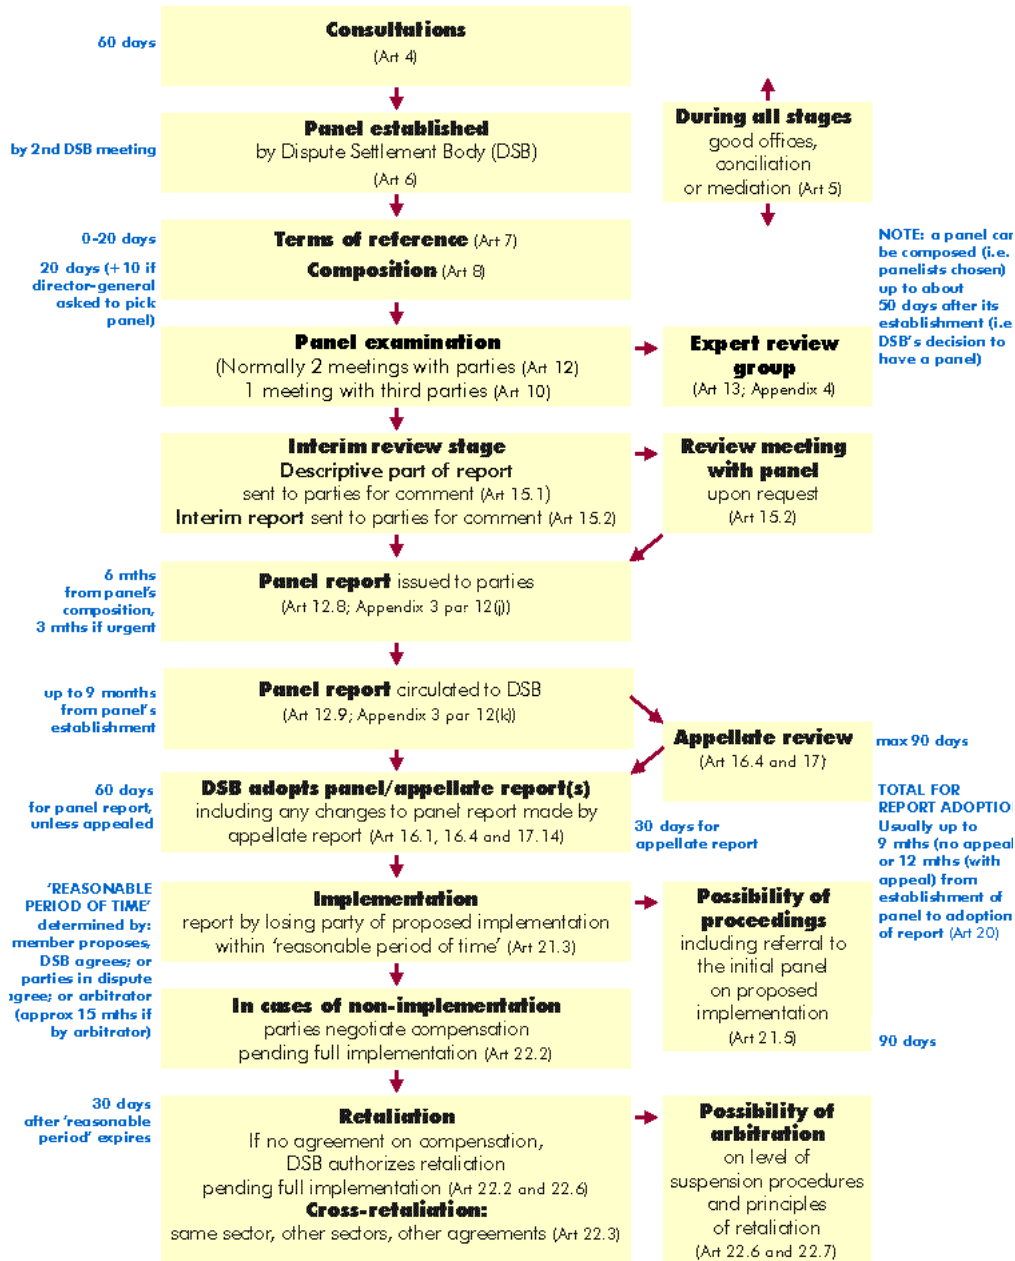 60 days
Consultations
(Art 4)
by 2nd DSB meeting
Panel established
by Dispute Settlement Body (DSB)
(Art 6)
During all stages
good offices,
conciliation
or mediation (Art 5)
0-20 days
20 days (+10 if
director-general
asked to pick
panel)
Terms of reference (Art 7)
Composition (Art 8)
NOTE: a panel can
be composed (i.e.
panelists chosen)
up to about
50 days after its
establishment (i.e
DSB's decision to
have a panel)
Panel examination
(Normally 2 meetings with parties (Art 12)
1 meeting with third parties (Art 10)
Expert review
group
(Art 13; Appendix 4)
Interim review stage
Descriptive part of report
sent to parties for comment (Art 15.1)
Interim report sent to parties for comment (Art 15.2)
Review meeting
with panel
upon request
(Art 15.2)
6 mths
from panel's
composition,
3 mths if urgent
Panel report issued to parties
(Art 12.8; Appendix 3 par 12(j))
up to 9 months
from panel's
establishment
Panel report circulated to DSB
(Art 12.9; Appendix 3 par 12(k))
Appellate review
(Art 16.4 and 17)
max 90 days
60 days
for panel report,
unless appealed
DSB adopts panel/appellate report(s)
including any changes to panel report made by
appellate report (Art 16.1, 16.4 and 17.14)
30 days for
appellate report
TOTAL FOR
REPORT ADOPTION
Usually up to
9 mths (no appeal
or 12 mths (with
appeal) from
establishment of
panel to adoption
of report (Art 20)
'REASONABLE
PERIOD OF TIME'
determined by:
member proposes,
DSB agrees; or
parties in dispute
agree; or arbitrator
(approx 15 mths if
by arbitrator)
Implementation
report by losing party of proposed implementation
within 'reasonable period of time' (Art 21.3)
Possibility of
proceedings
including referral to
the initial panel
on proposed
implementation
(Art 21.5)
90 days
In cases of non-implementation
parties negotiate compensation
pending full implementation (Art 22.2)
30 days
after 'reasonable
period' expires
Retaliation
If no agreement on compensation,
DSB authorizes retaliation
pending full implementation (Art 22.2 and 22.6)
Cross-retaliation:
same sector, other sectors, other agreements (Art 22.3)
Possibility of
arbitration
on level of
suspension procedures
and principles
of retaliation
(Art 22.6 and 22.7)